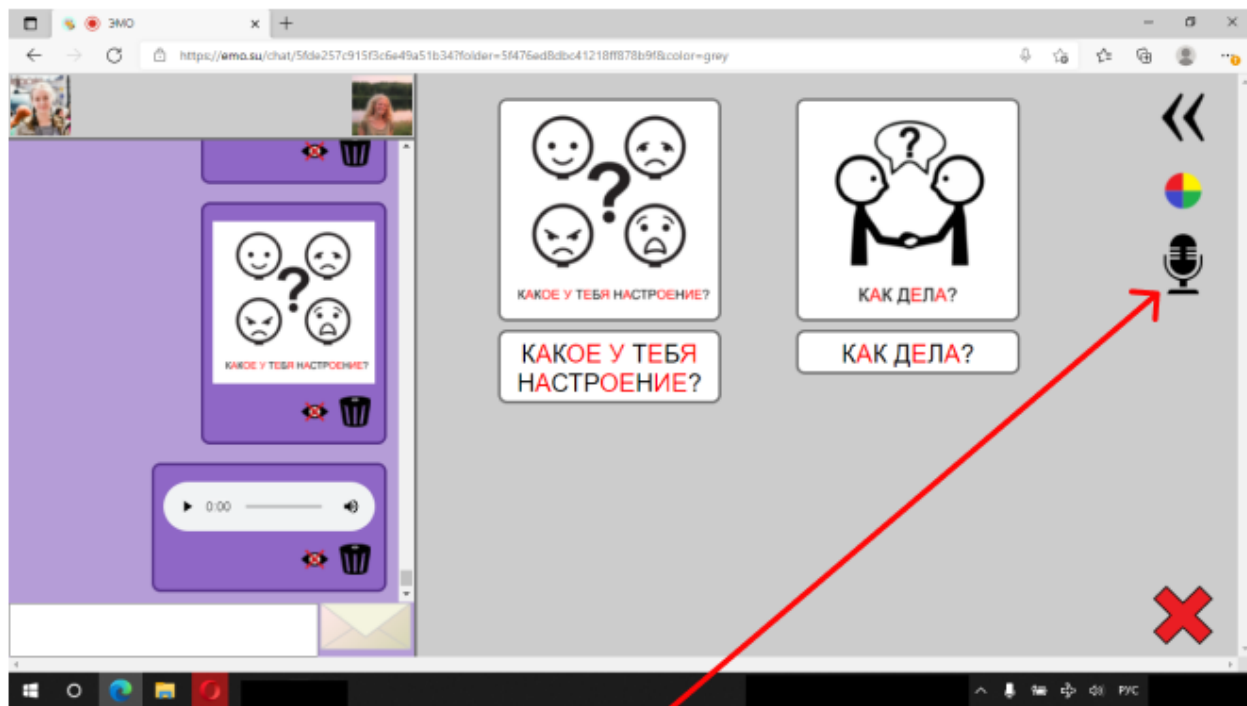 ЭМО
https://emo.su/chat/5fde257c915f3c6e49a51b34?folder=5f476ed8dbc41218ff878b9f&color=grey
КАКОЕ У ТЕБЯ НАСТРОЕНИЕ?
0:00
КАКОЕ У ТЕБЯ НАСТРОЕНИЕ?
КАКОЕ У ТЕБЯ
НАСТРОЕНИЕ?
КАК ДЕЛА?
КАК ДЕЛА?
РУС